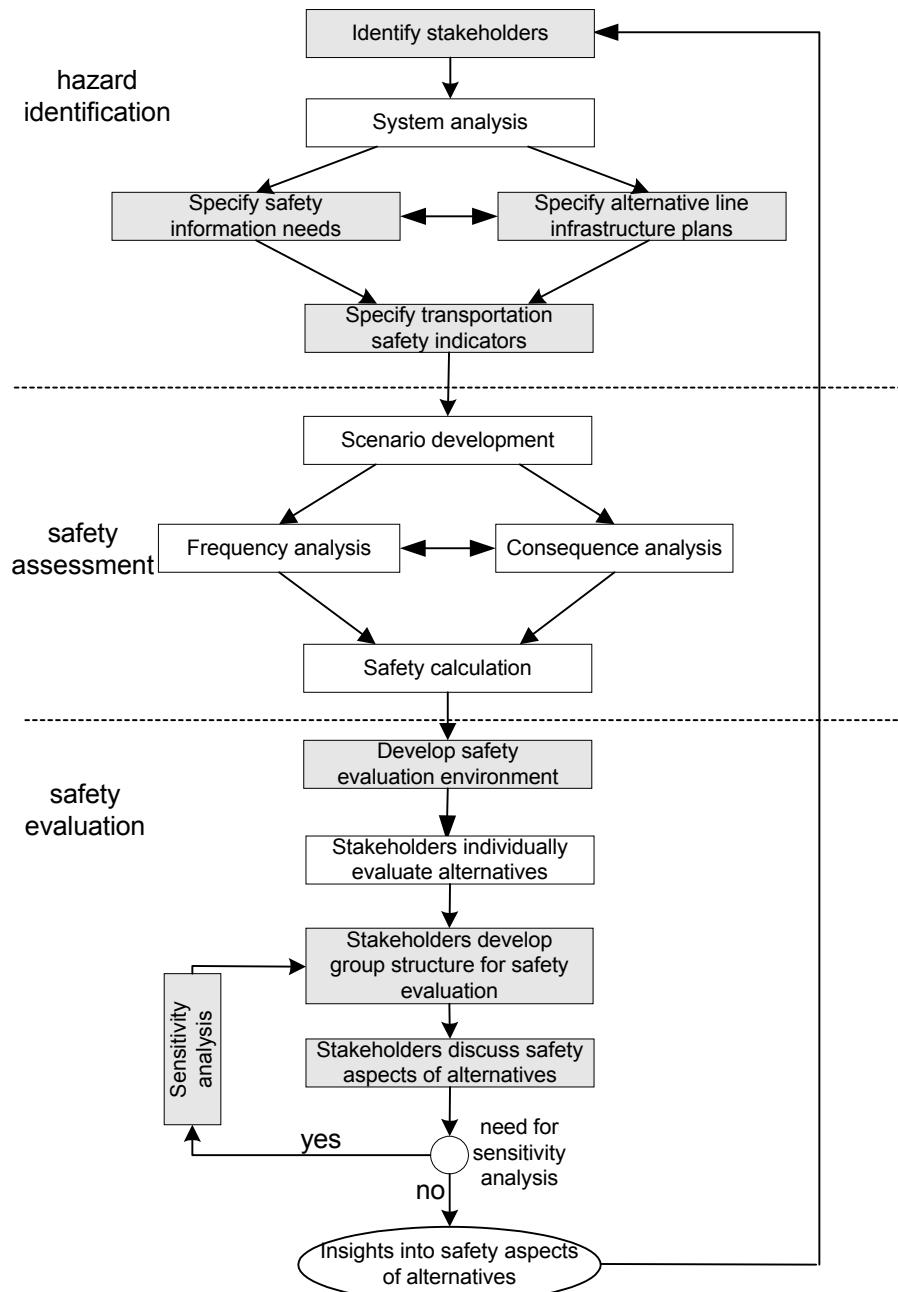 Identify stakeholders
hazard
identification
System analysis
Specify safety
information needs
Specify alternative line
infrastructure plans
Specify transportation
safety indicators
Scenario development
safety
assessment
Frequency analysis
Consequence analysis
Safety calculation
Develop safety
evaluation environment
safety
evaluation
Stakeholders individually
evaluate alternatives
Stakeholders develop
group structure for safety
evaluation
Sensitivity
analysis
Stakeholders discuss safety
aspects of alternatives
need for
sensitivity
analysis
yes
no
Insights into safety aspects
of alternatives